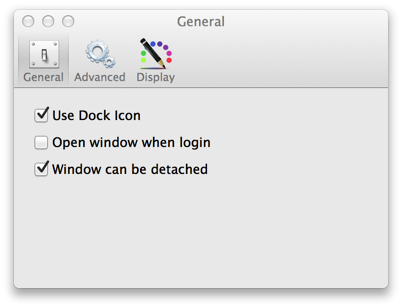 General
General Advanced Display
Use Dock Icon
Open window when login
Window can be detached